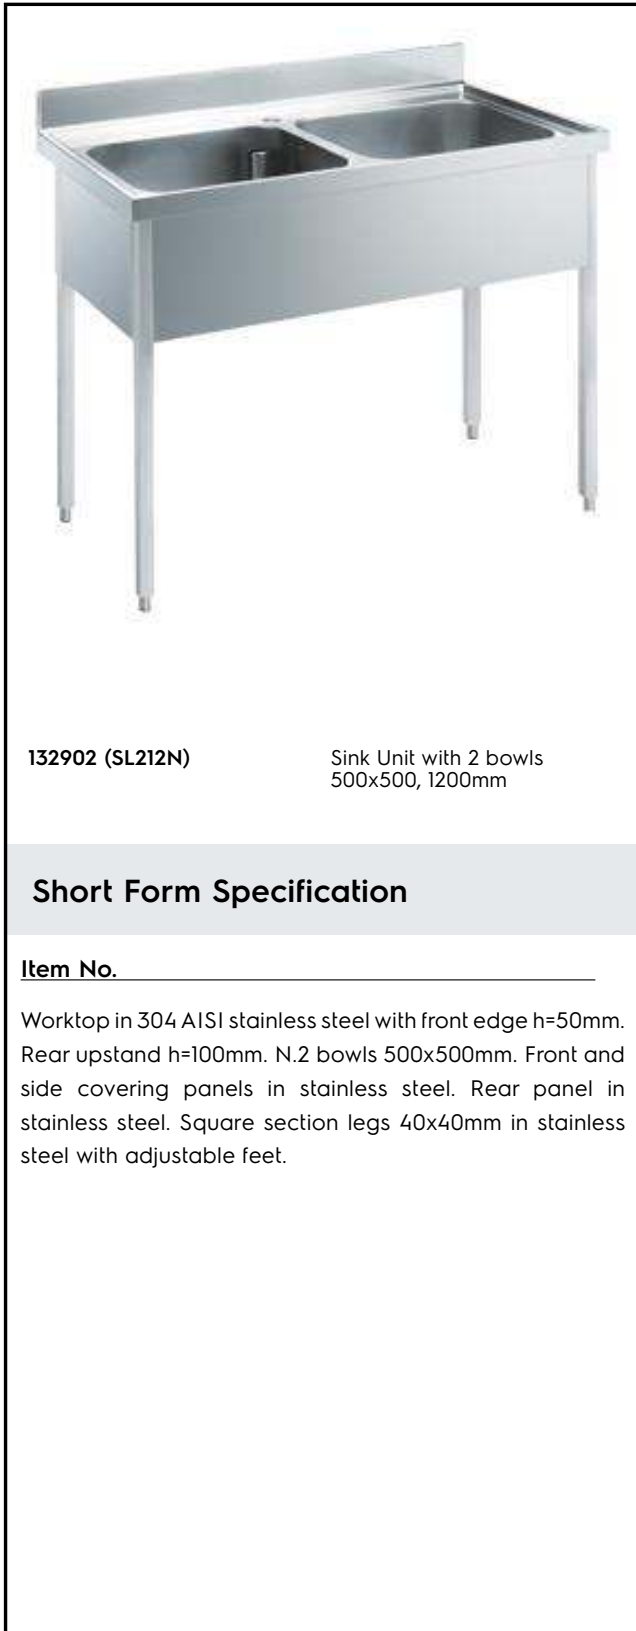 132902 (SL212N)
Sink Unit with 2 bowls
500x500, 1200mm
Short Form Specification
Item No.
Worktop in 304 AISI stainless steel with front edge h=50mm.
Rear upstand h=100mm. N.2 bowls 500x500mm. Front and
side covering panels in stainless steel. Rear panel in
stainless steel. Square section legs 40x40mm in stainless
steel with adjustable feet.